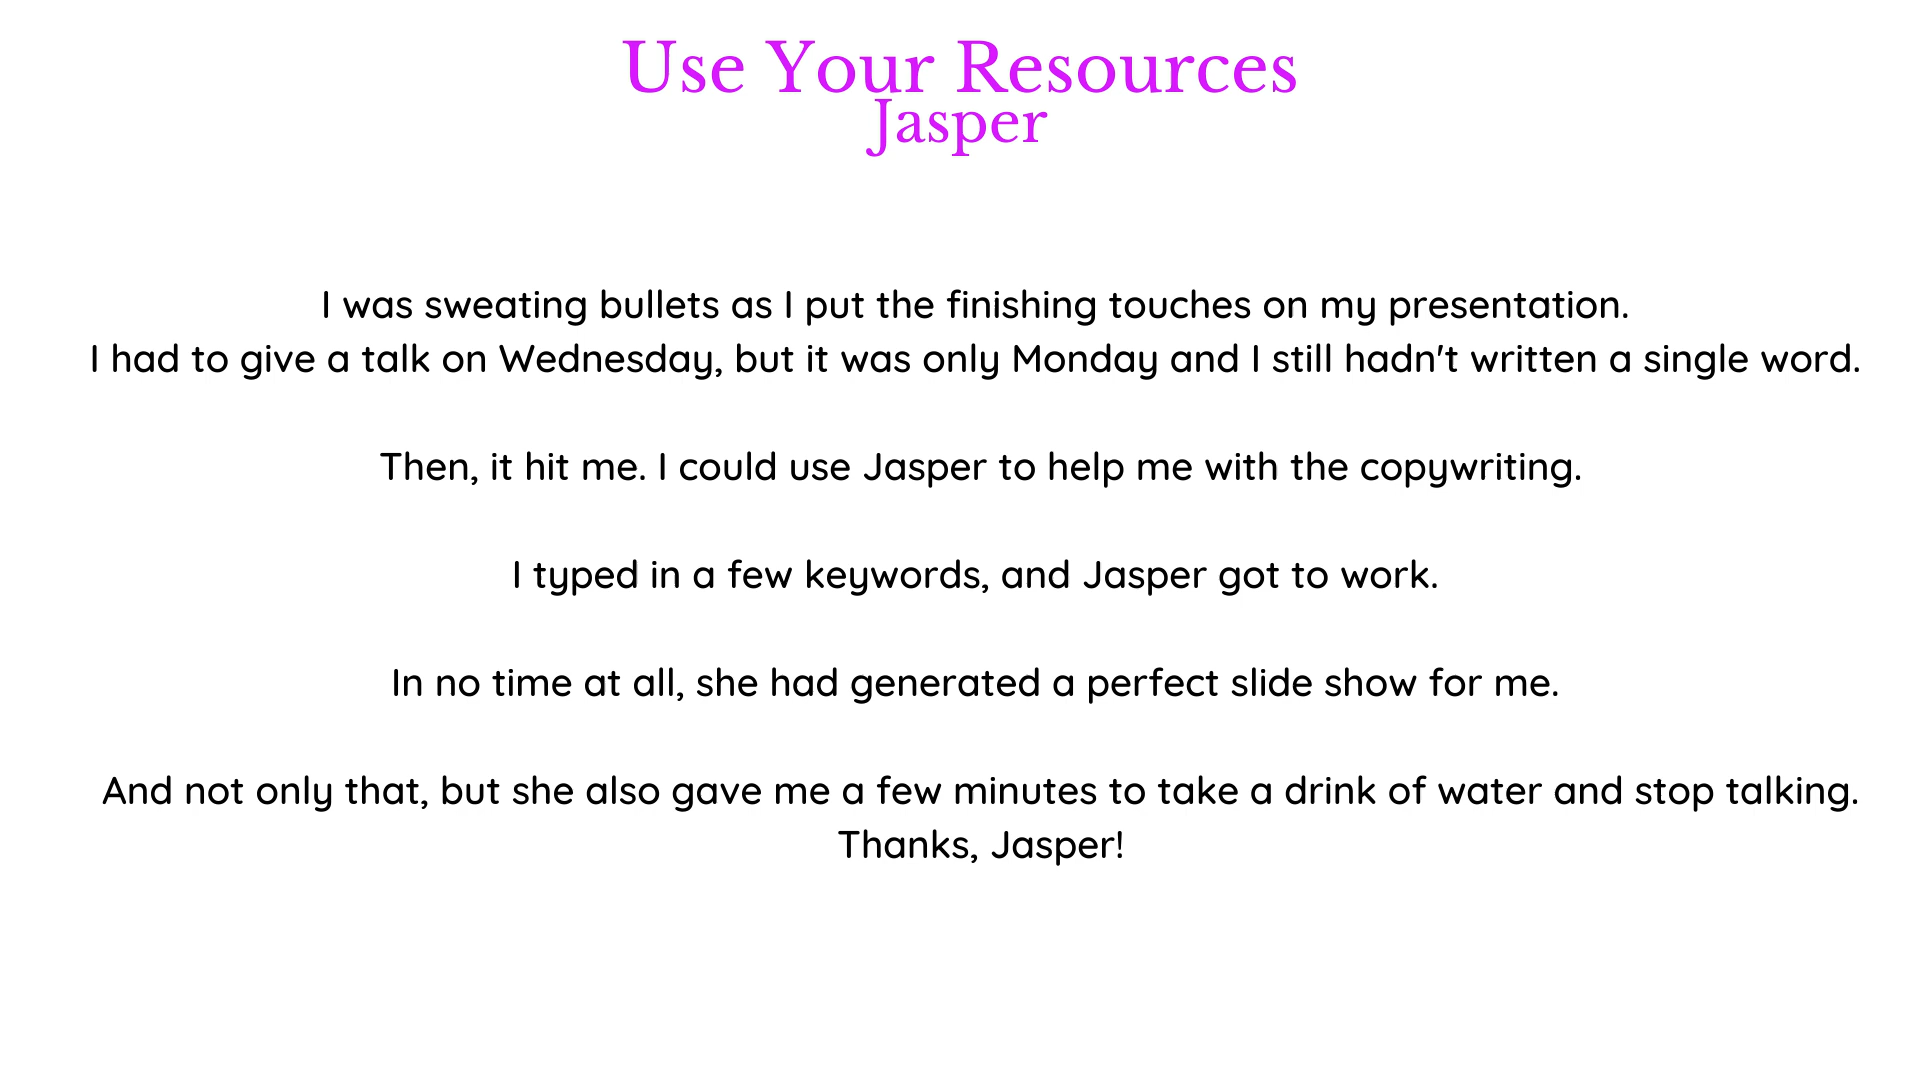 Use Your Resources
Jasper
I was sweating bullets as I put the finishing touches on my presentation.
I had to give a talk on Wednesday, but it was only Monday and I still hadn't written a single word.
Then, it hit me. I could use Jasper to help me with the copywriting.
I typed in a few keywords, and Jasper got to work.
In no time at all, she had generated a perfect slide show for me.
And not only that, but she also gave me a few minutes to take a drink of water and stop talking.
Thanks, Jasper!